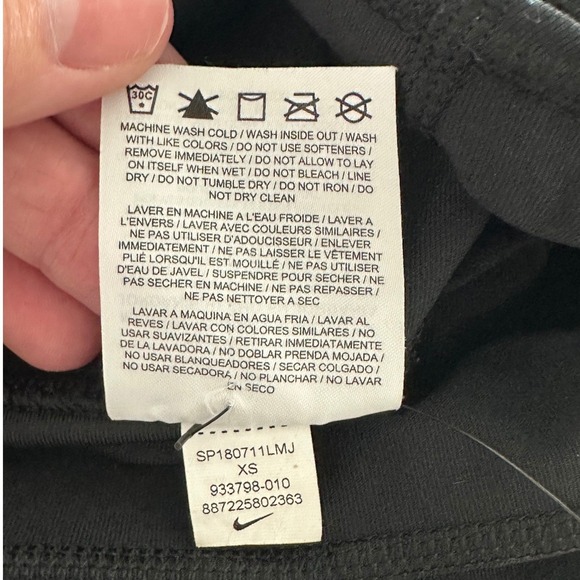 30C
MACHINE WASH COLD / WASH INSIDE OUT / WASH
WITH LIKE COLORS / DO NOT USE SOFTENERS /
REMOVE IMMEDIATELY / DO NOT ALLOW TO LAY
ON ITSELF WHEN WET / DO NOT BLEACH / LINE
DRY / DO NOT TUMBLE DRY / DO NOT IRON / DO
NOT DRY CLEAN
LAVER EN MACHINE A L'EAU FROIDE / LAVER A
L'ENVERS / LAVER AVEC COULEURS SIMILAIRES /
NE PAS UTILISER D'ADOUCISSEUR / ENLEVER
IMMEDIATEMENT / NE PAS LAISSER LE VÊTEMENT
PLIÉ LORSQU'IL EST MOUILLÉ / NE PAS UTILISER
D'EAU DE JAVEL / SUSPENDRE POUR SECHER / NE
PAS SECHER EN MACHINE / NE PAS REPASSER /
NE PAS NETTOYER A SEC
LAVAR A MAQUINA EN AGUA FRIA / LAVAR AL
REVES / LAVAR CON COLORES SIMILARES / NO
USAR SUAVIZANTES / RETIRAR INMEDIATAMENTE
DE LA LAVADORA / NO DOBLAR PRENDA MOJADA /
NO USAR BLANQUEADORES / SECAR COLGADO /
NO USAR SECADORA / NO PLANCHAR / NO LAVAR
EN SECO
SP180711LMJ
XS
933798-010
887225802363